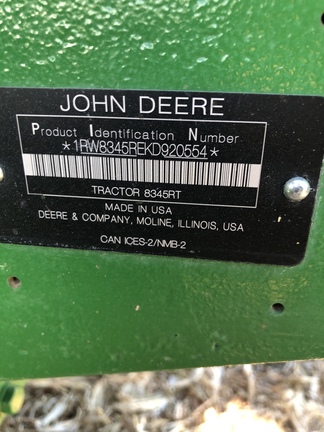 JOHN DEERE
Product Identification Number
*1RW8345REKD920554*
TRACTOR 8345RT
MADE IN USA
DEERE & COMPANY, MOLINE, ILLINOIS, USA
CAN ICES-2/NMB-2